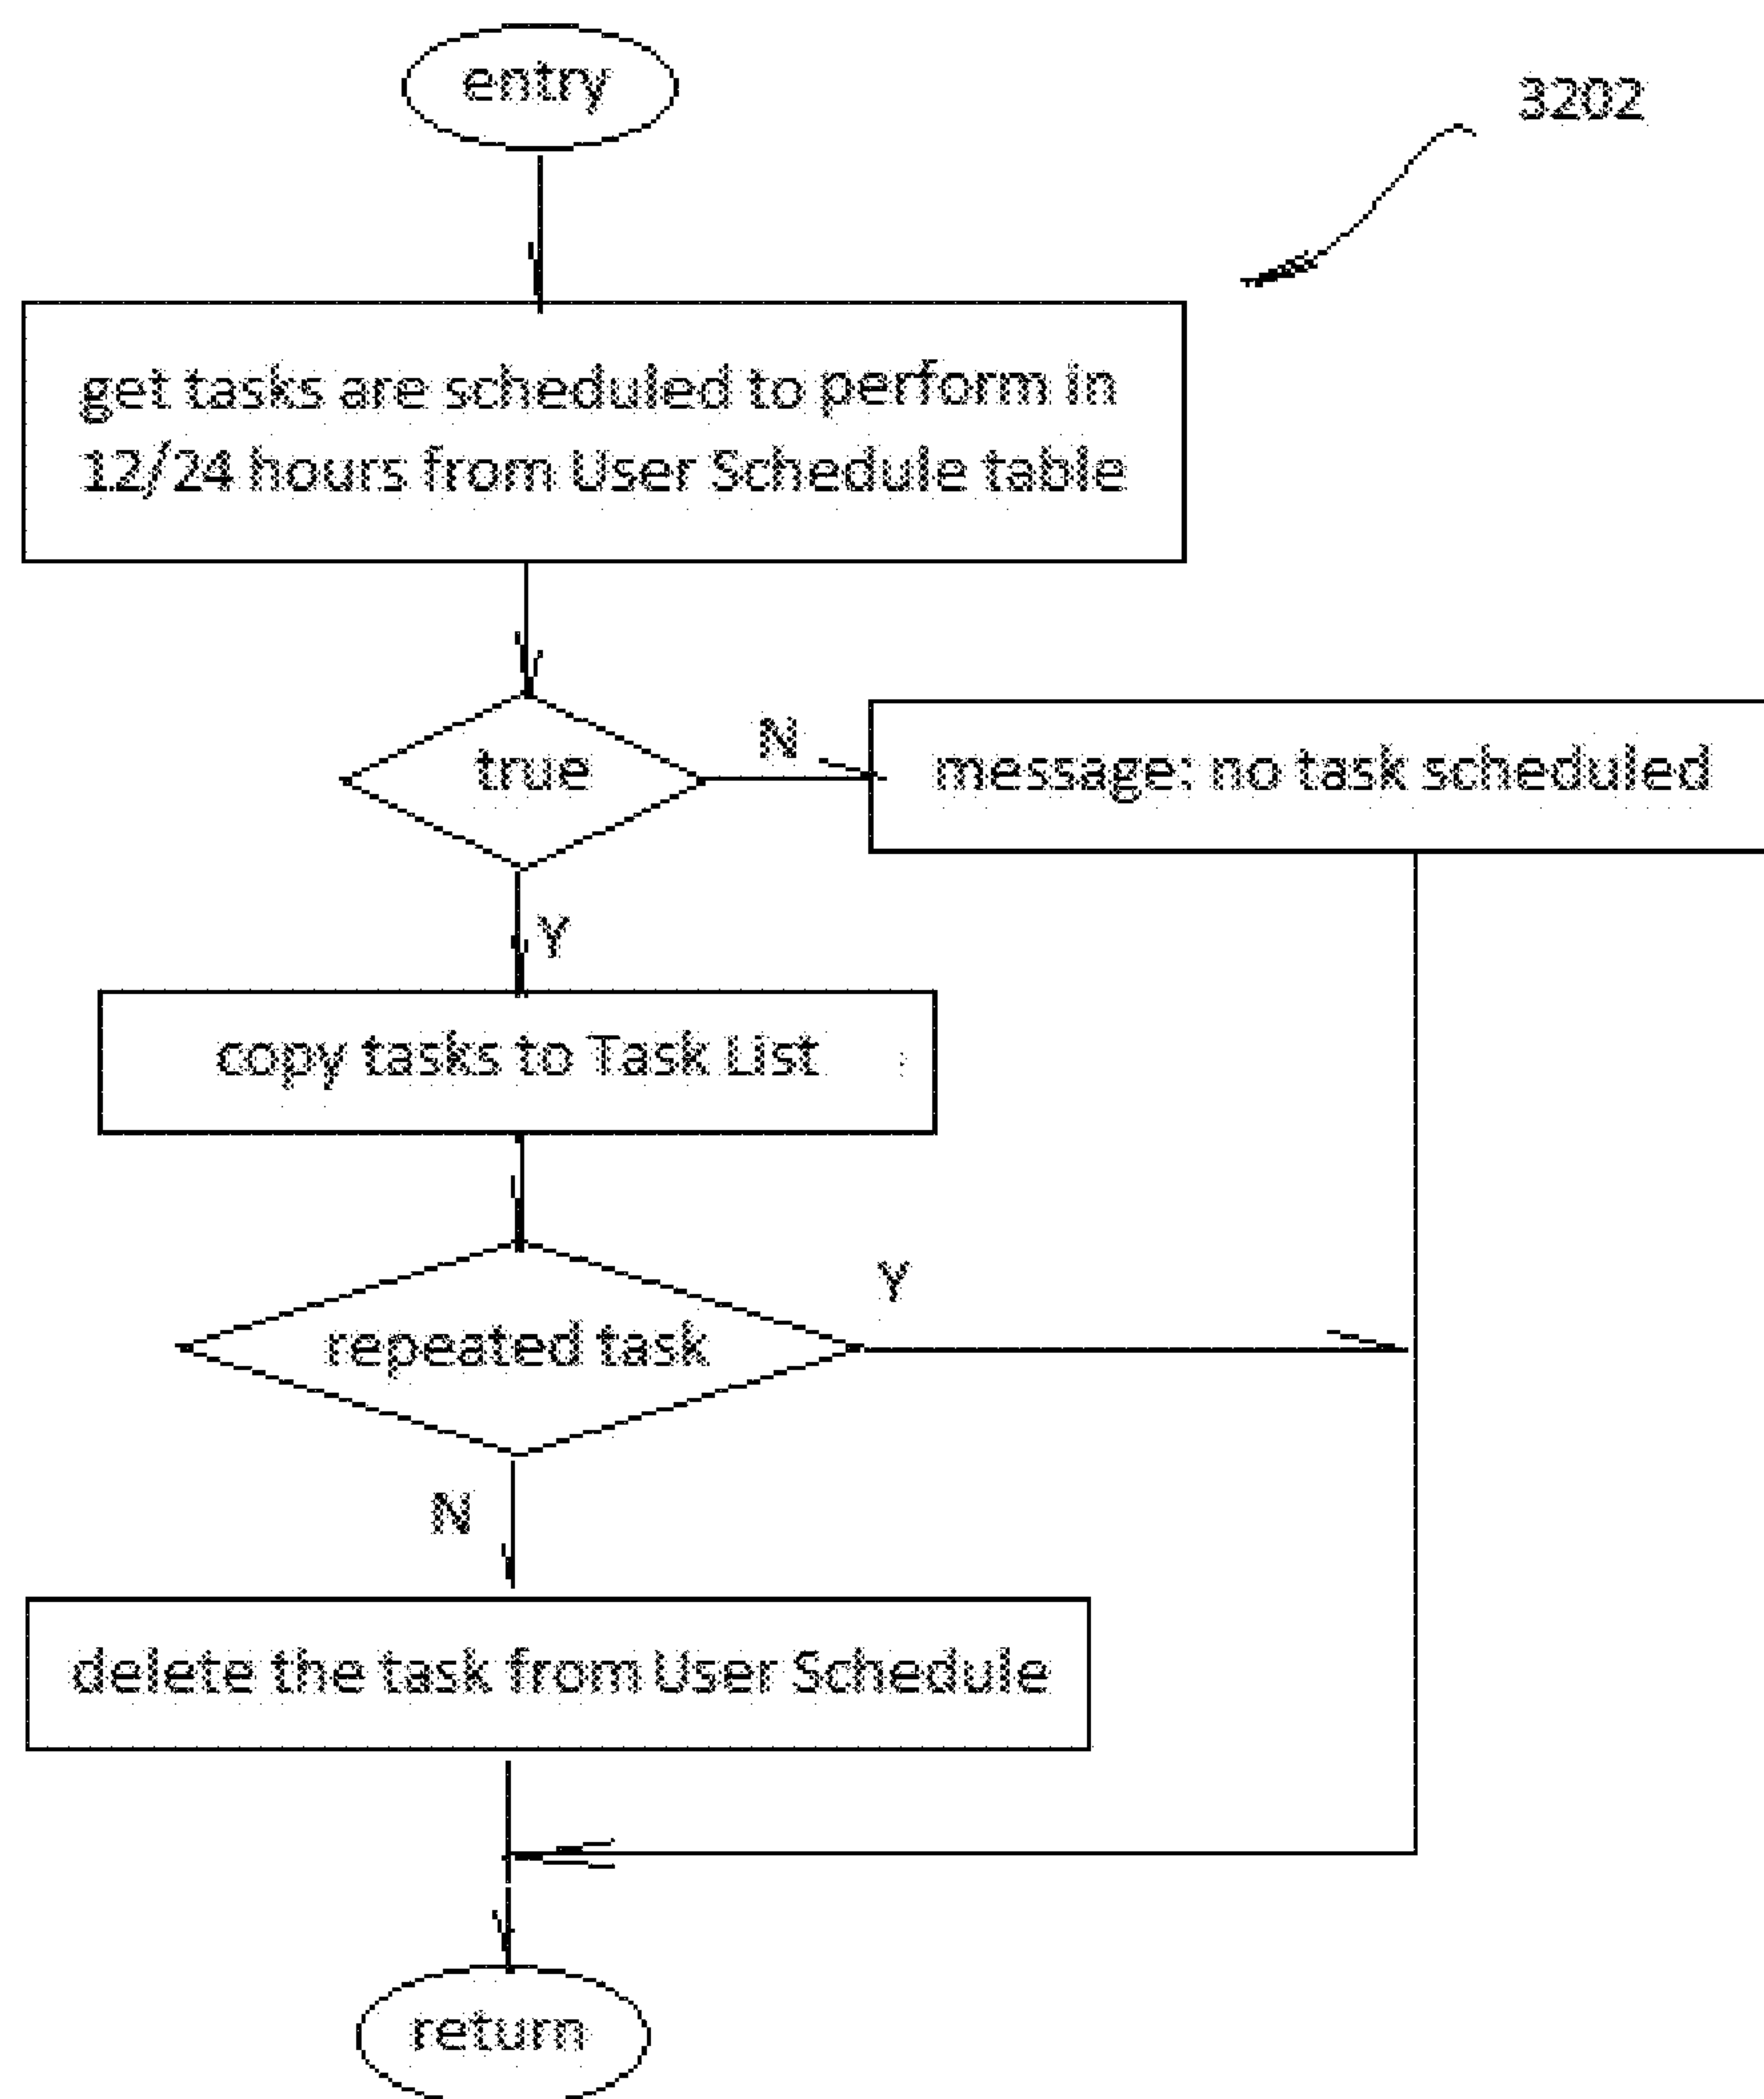 entry
3202
get tasks are scheduled to perform in
12/24 hours from User Schedule table
true
N
message: no task scheduled
Y
copy tasks to Task List
Y
repeated task
N
delete the task from User Schedule
return